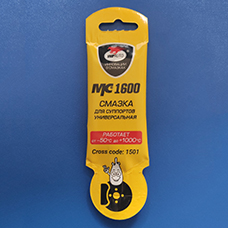 МС 1600
СМАЗКА
ДЛЯ СУППОРТОВ
УНИВЕРСАЛЬНАЯ
РАБОТАЕТ
от -50°С до +1000°С
Cross code: 1501